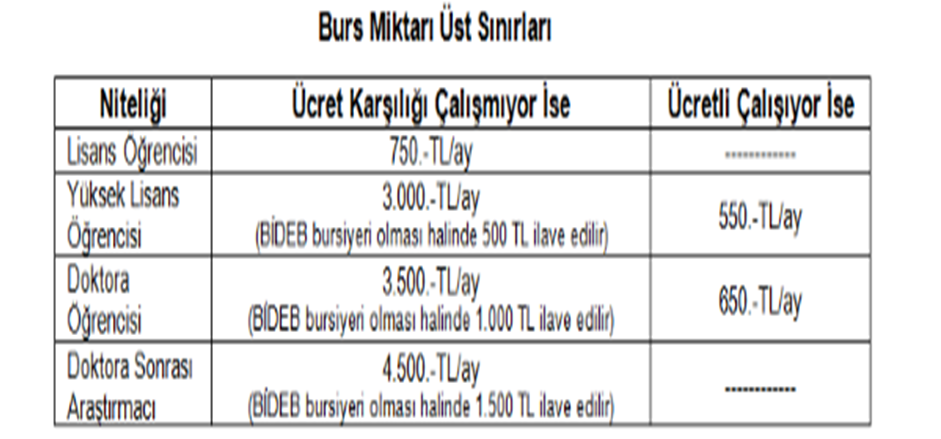 Burs Miktarı Üst Sınırları
Niteliği Ücret Karşılığı Çalışmıyor İse Ücretli Çalışıyor İse
Lisans Öğrencisi 750.-TL/ay ------------
Yüksek Lisans
Öğrencisi
3.000.-TL/ay
(BİDEB bursiyeri olması halinde 500 TL ilave edilir)
550.-TL/ay
Doktora
Öğrencisi
3.500.-TL/ay
(BİDEB bursiyeri olması halinde 1.000 TL ilave edilir)
650.-TL/ay
Doktora Sonrası
Araştırmacı
4.500.-TL/ay
(BİDEB bursiyeri olması halinde 1.500 TL ilave edilir)
------------